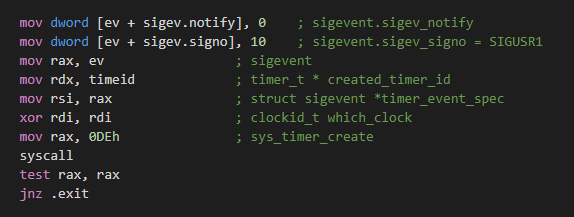 mov dword [ev + sigev.notify], 0    ; sigevent.sigev_notify
mov dword [ev + sigev.signo], 10    ; sigevent.sigev_signo = SIGUSR1
mov rax, ev                 ; sigevent
mov rdx, timeid             ; timer_t * created_timer_id
mov rsi, rax                ; struct sigevent *timer_event_spec
xor rdi, rdi                ; clockid_t which_clock
mov rax, 0DEh               ; sys_timer_create
syscall
test rax, rax
jnz .exit